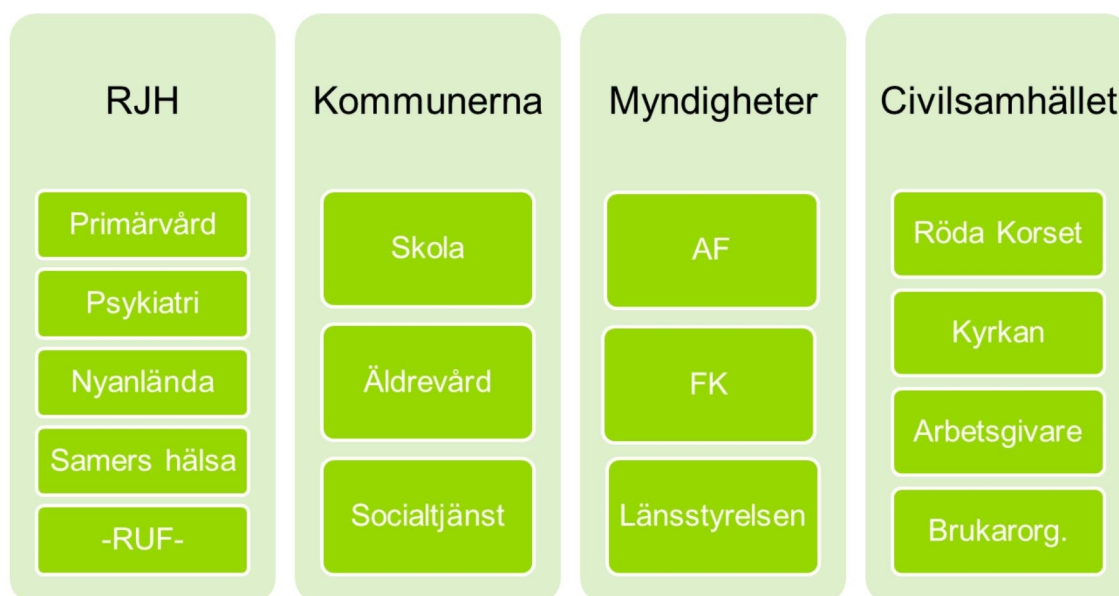 RJH
Primärvård
Psykiatri
Nyanlända
Samers hälsa
-RUF-
Kommunerna
Skola
Äldrevård
Socialtjänst
Myndigheter
AF
FK
Länsstyrelsen
Civilsamhället
Röda Korset
Kyrkan
Arbetsgivare
Brukarorg.